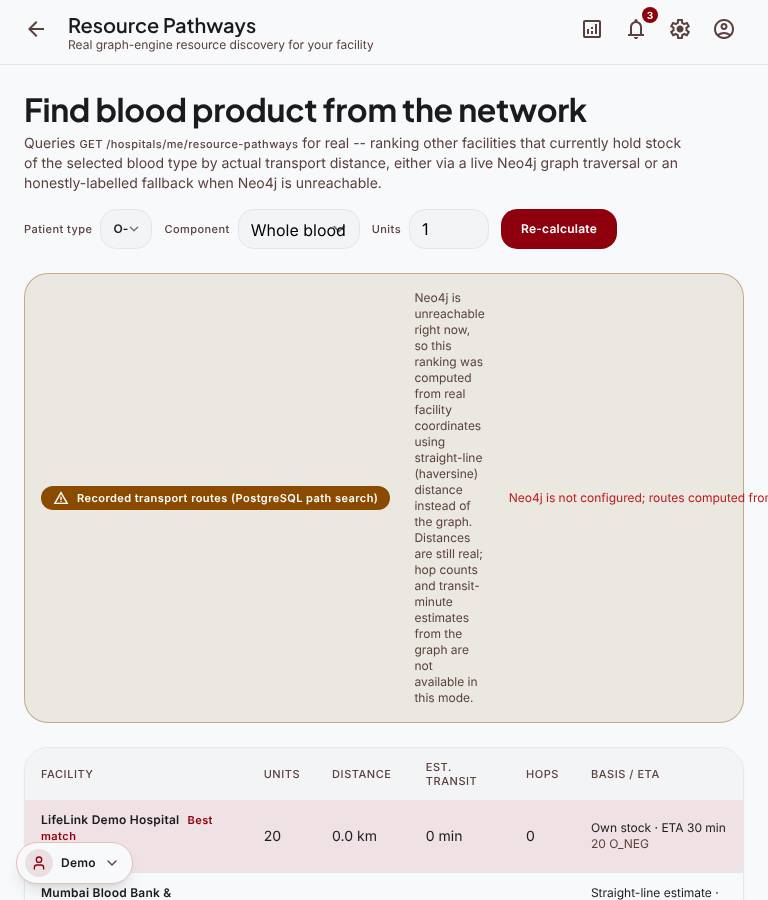 Resource Pathways
Real graph-engine resource discovery for your facility
3
Find blood product from the network
Queries GET /hospitals/me/resource-pathways for real -- ranking other facilities that currently hold stock
of the selected blood type by actual transport distance, either via a live Neo4j graph traversal or an
honestly-labelled fallback when Neo4j is unreachable.
Patient type O- Component Whole blood Units 1 Re-calculate
Recorded transport routes (PostgreSQL path search)
Neo4j is
unreachable
right now,
so this
ranking was
computed
from real
facility
coordinates
using
straight-line
(haversine)
distance
instead of
the graph.
Distances
are still real;
hop counts
and transit-
minute
estimates
from the
graph are
not
available in
this mode.
Neo4j is not configured; routes computed from
FACILITY UNITS DISTANCE EST. TRANSIT HOPS BASIS / ETA
LifeLink Demo Hospital Best
match
20 0.0 km 0 min 0
Own stock · ETA 30 min
20 O_NEG
Demo
Mumbai Blood Bank &
Straight-line estimate ·